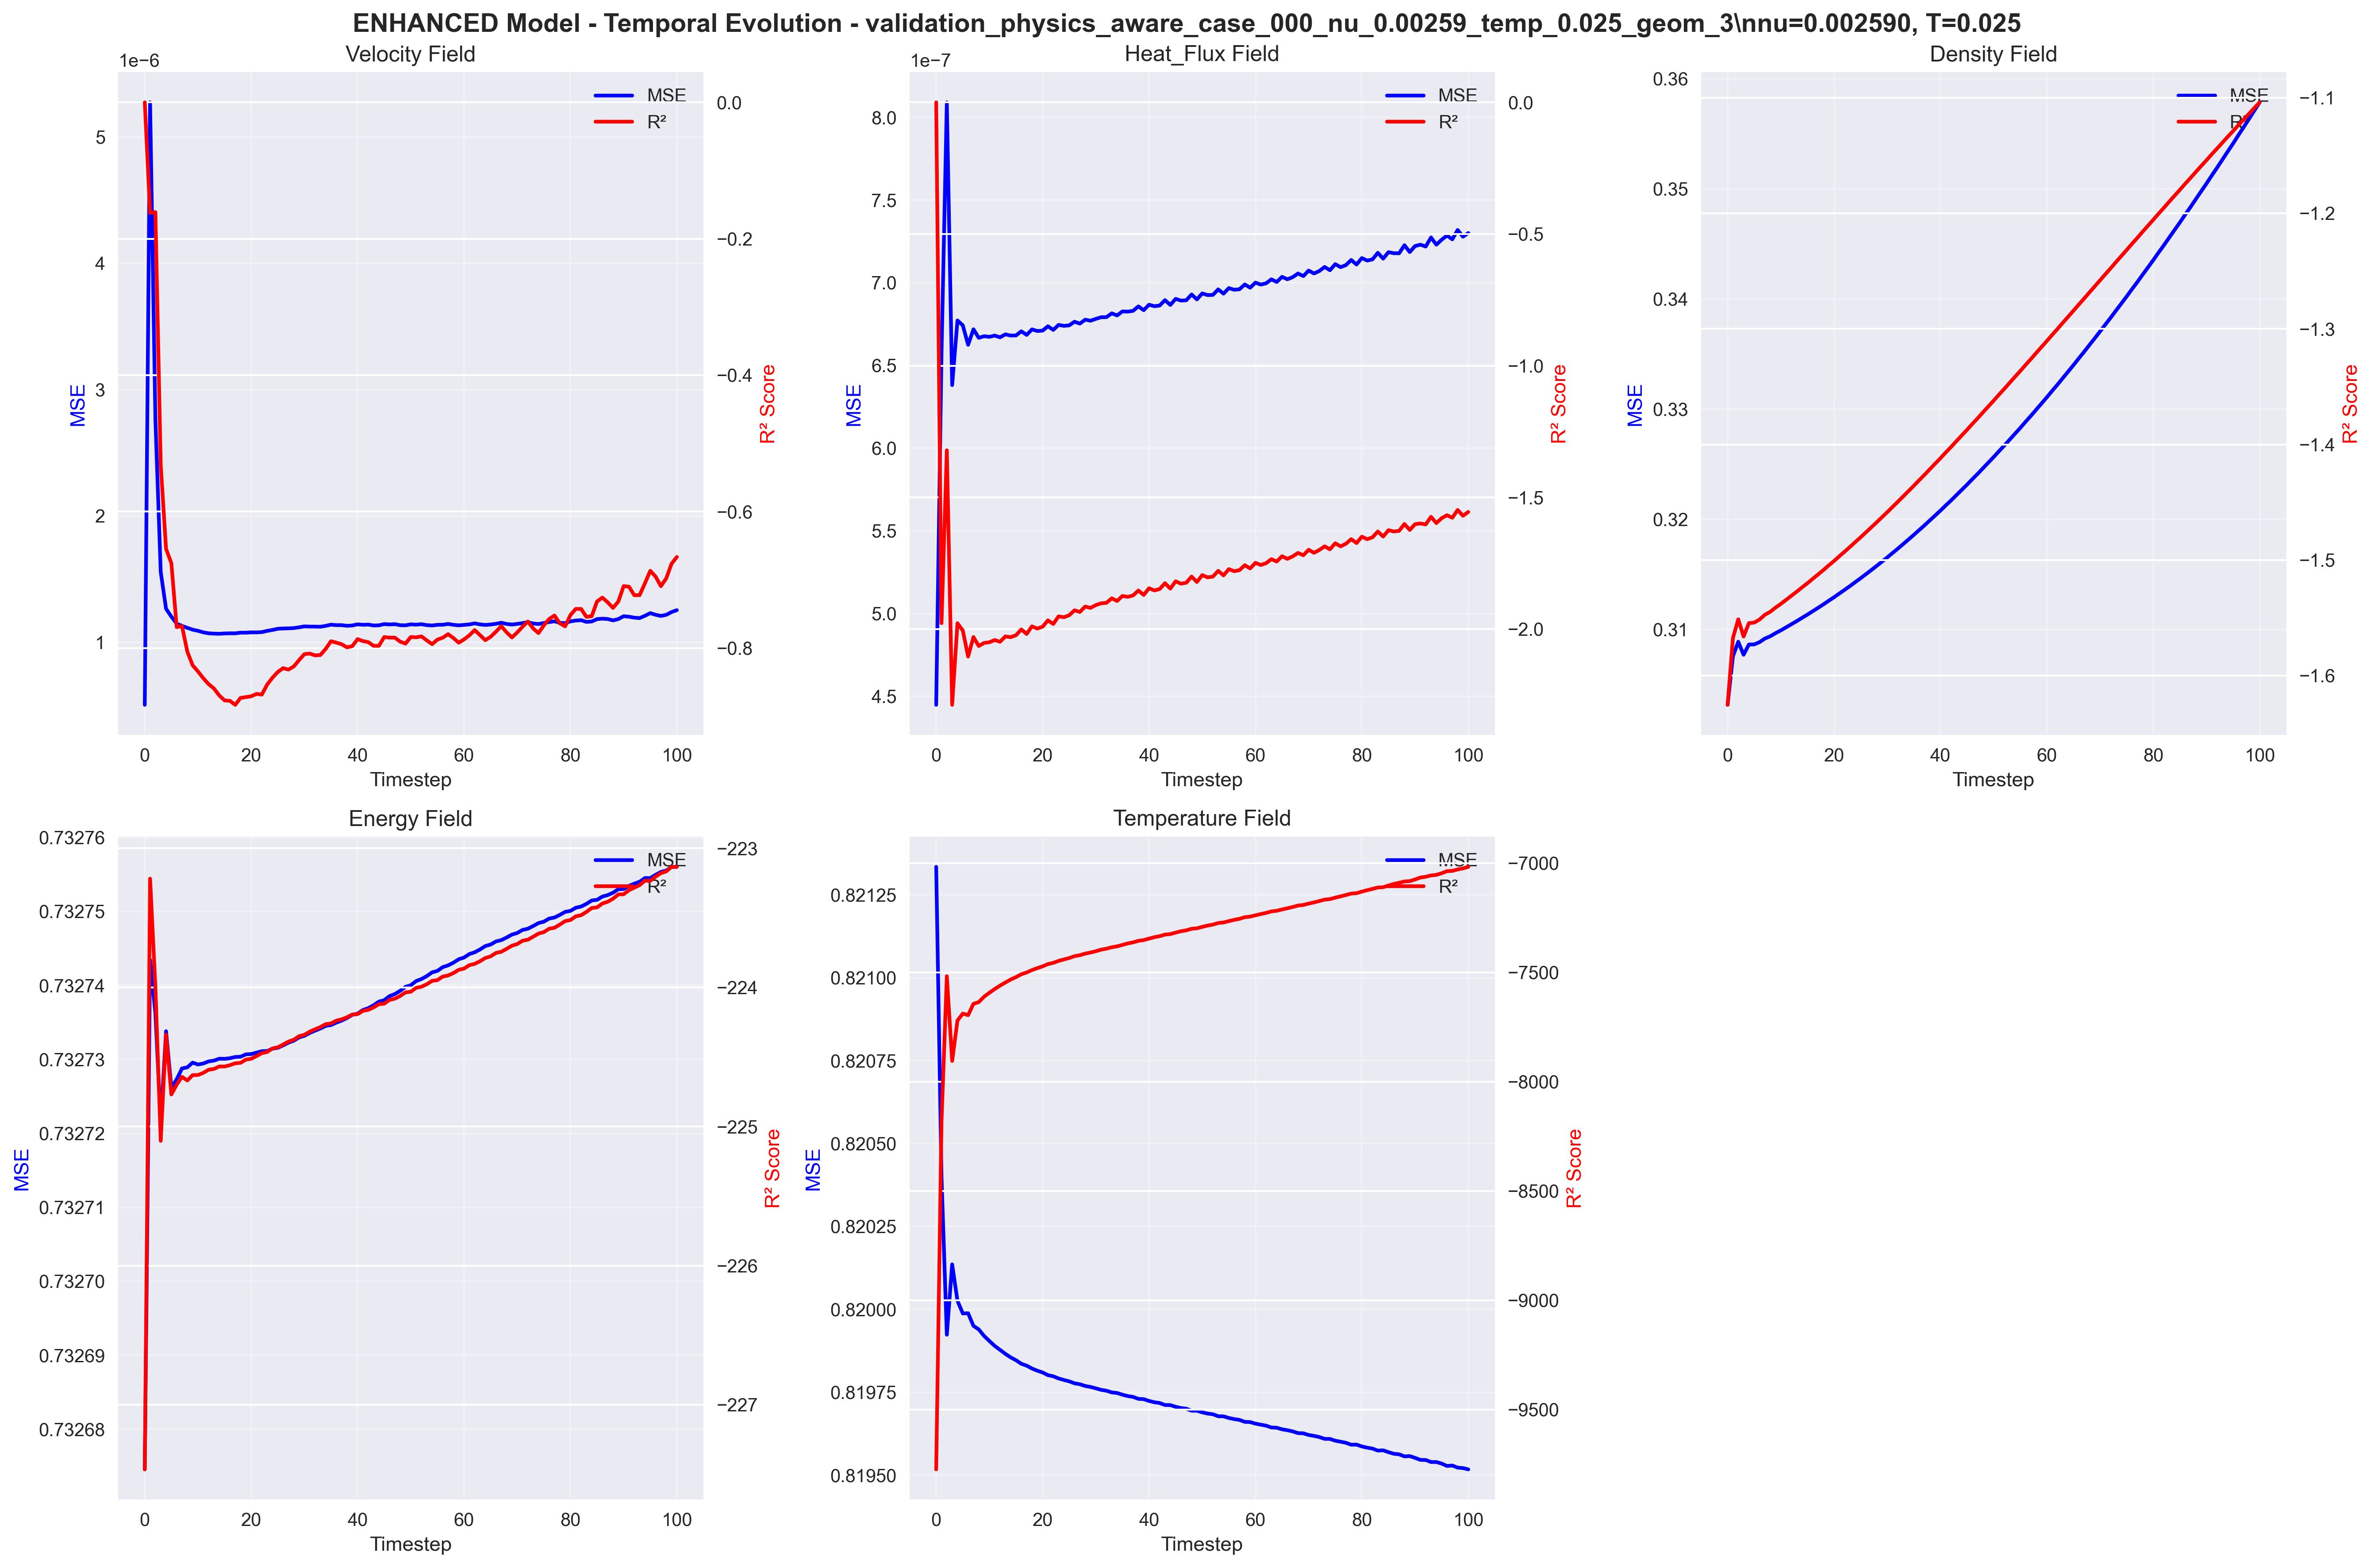 ENHANCED Model - Temporal Evolution - validation_physics_aware_case_000_nu_0.00259_temp_0.025_geom_3\nnu=0.002590, T=0.025
Velocity Field
1e−6
MSE
R²
5
4
3
2
1
0.0
−0.2
−0.4
−0.6
−0.8
MSE
R² Score
0
20
40
60
80
100
Timestep
Heat_Flux Field
1e−7
MSE
R²
8.0
7.5
7.0
6.5
6.0
5.5
5.0
4.5
0.0
−0.5
−1.0
−1.5
−2.0
MSE
R² Score
0
20
40
60
80
100
Timestep
Density Field
MSE
R²
0.36
0.35
0.34
0.33
0.32
0.31
−1.1
−1.2
−1.3
−1.4
−1.5
−1.6
MSE
R² Score
0
20
40
60
80
100
Timestep
Energy Field
MSE
R²
0.73276
0.73275
0.73274
0.73273
0.73272
0.73271
0.73270
0.73269
0.73268
−223
−224
−225
−226
−227
MSE
R² Score
0
20
40
60
80
100
Timestep
Temperature Field
MSE
R²
0.82125
0.82100
0.82075
0.82050
0.82025
0.82000
0.81975
0.81950
−7000
−7500
−8000
−8500
−9000
−9500
MSE
R² Score
0
20
40
60
80
100
Timestep